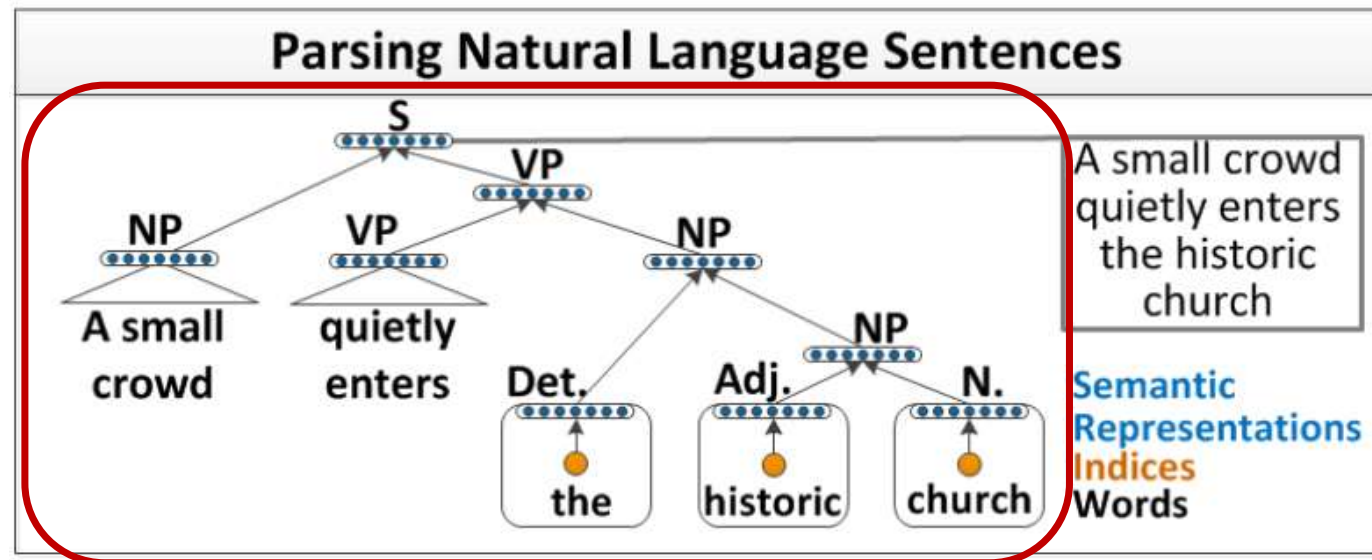 Parsing Natural Language Sentences
S
VP
NP
VP
NP
A small
crowd
quietly
enters
NP
Det.
Adj.
N.
the
historic
church
A small crowd
quietly enters
the historic
church
Semantic
Representations
Indices
Words